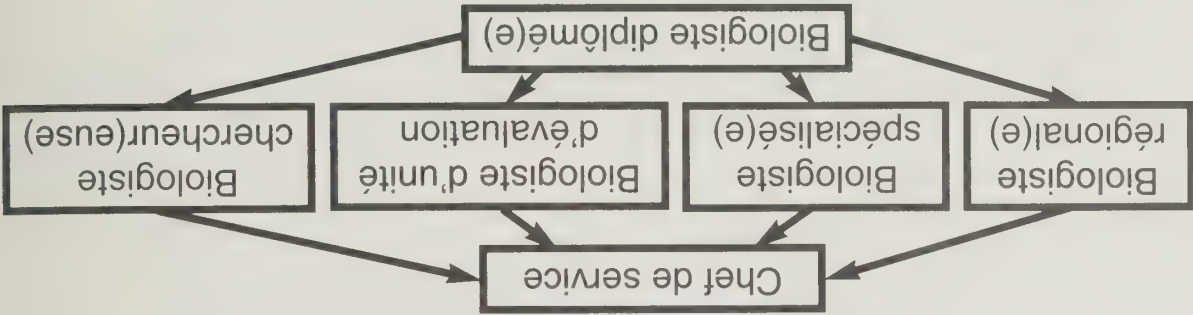 Biologiste diplômé(e)
Biologiste
régional(e)
Biologiste
spécialisé(e)
Biologiste d'unité
d'évaluation
Biologiste
chercheur(euse)
Chef de service